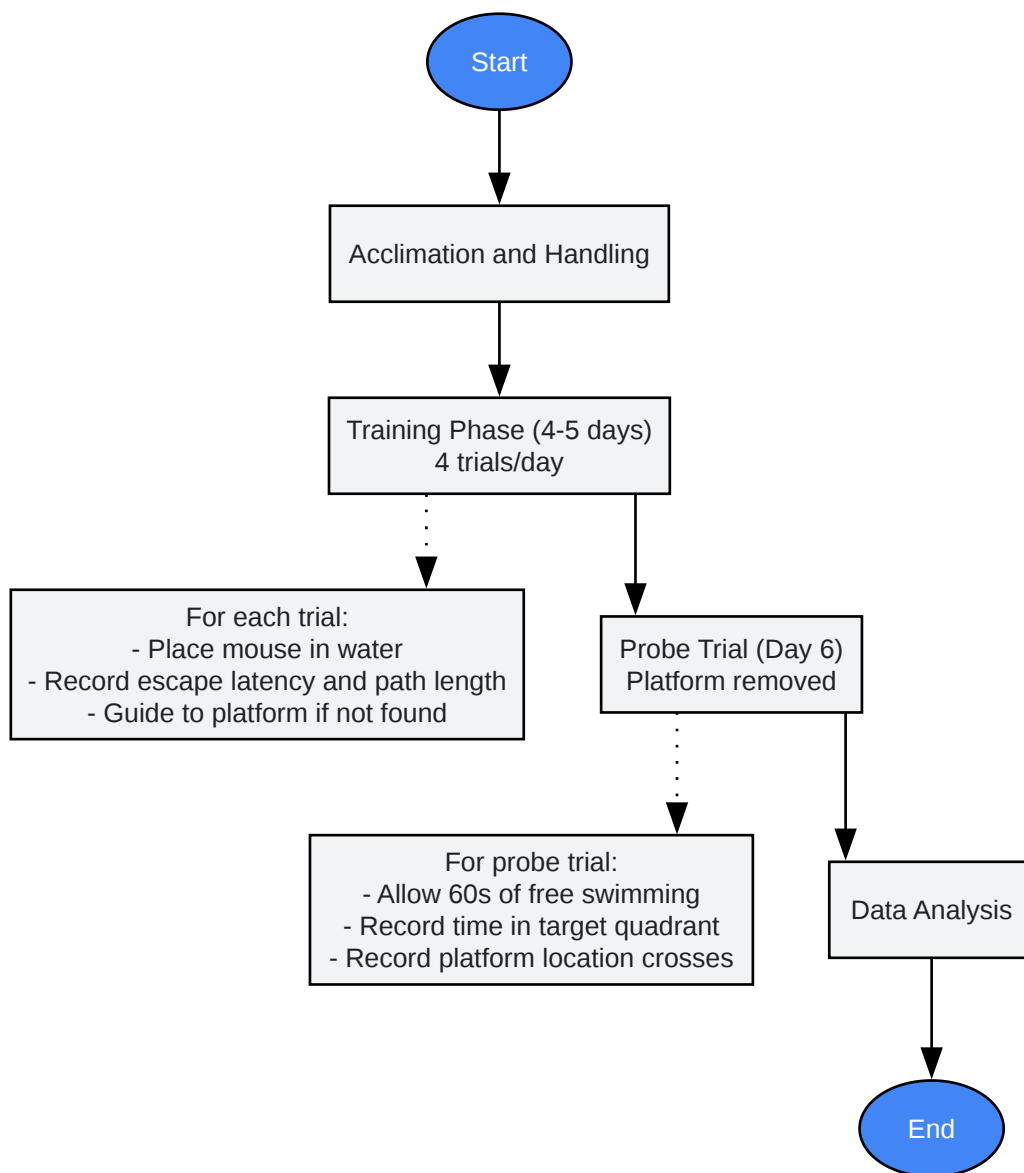 Start
Acclimation and Handling
Training Phase (4-5 days)
4 trials/day
For each trial:
- Place mouse in water
- Record escape latency and path length
- Guide to platform if not found
Probe Trial (Day 6)
Platform removed
For probe trial:
- Allow 60s of free swimming
- Record time in target quadrant
- Record platform location crosses
Data Analysis
End